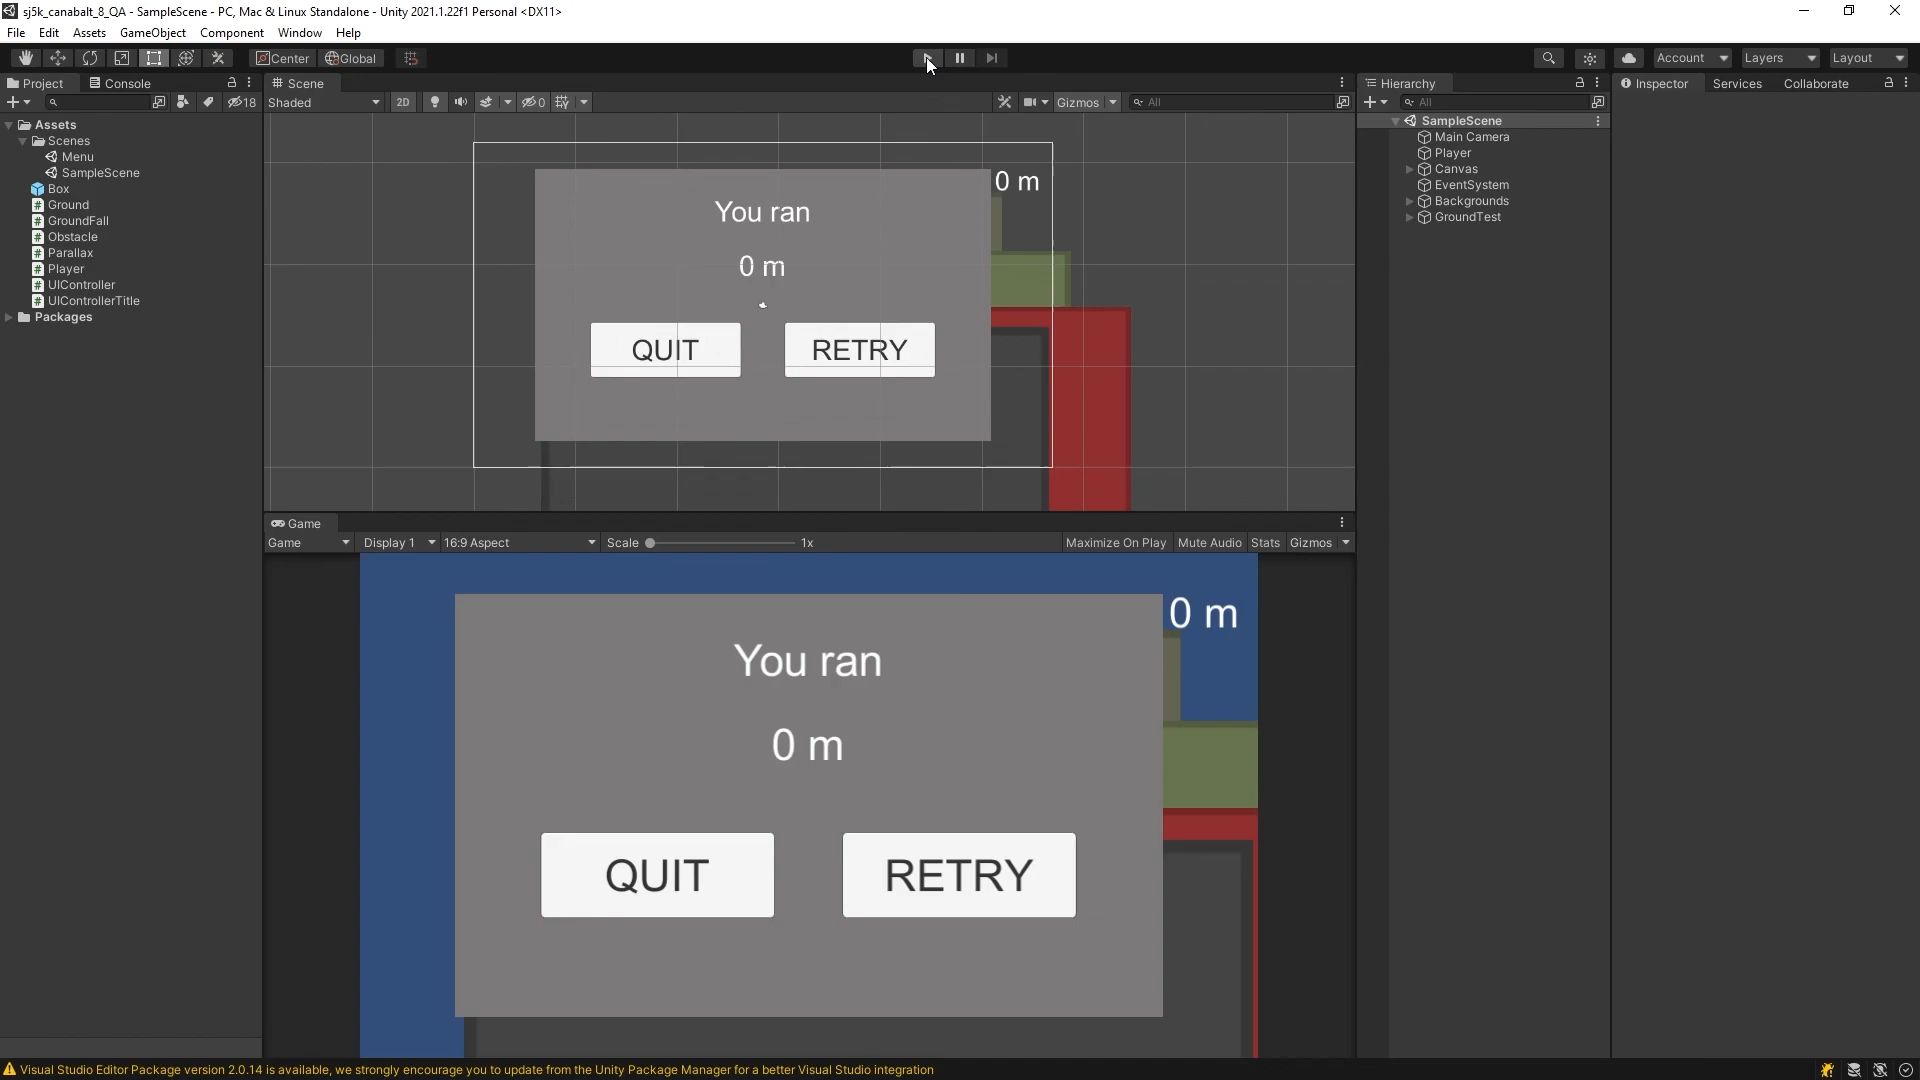 sj5k_canabalt_8_QA - SampleScene - PC, Mac & Linux Standalone - Unity 2021.1.22f1 Personal <DX11>
File Edit Assets GameObject Component Window Help
Center Global Account Layers Layout
Project Console Scene Hierarchy Inspector Services Collaborate
18 Shaded 2D 0 Gizmos All All
Assets
Scenes
Menu
SampleScene
Box
Ground
GroundFall
Obstacle
Parallax
Player
UIController
UIControllerTitle
Packages
0 m
You ran
0 m
QUIT RETRY
SampleScene
Main Camera
Player
Canvas
EventSystem
Backgrounds
GroundTest
Game
Game Display 1 16:9 Aspect Scale 1x Maximize On Play Mute Audio Stats Gizmos
0 m
You ran
0 m
QUIT RETRY
Visual Studio Editor Package version 2.0.14 is available, we strongly encourage you to update from the Unity Package Manager for a better Visual Studio integration